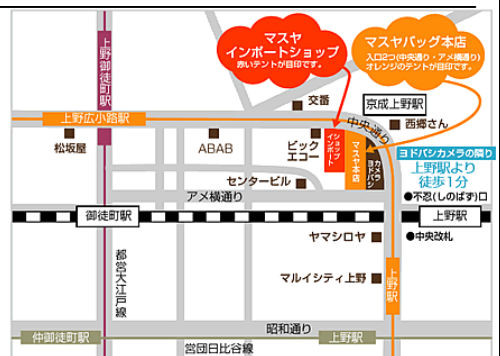 マスヤ
インポートショップ
赤いテントが目印です。
マスヤバッグ本店
入口2つ(中央通り・アメ横通り)
オレンジのテントが目印です。
上野御徒町駅
交番
京成上野駅
上野広小路駅
中央通り
西郷さん
松坂屋
ABAB
ビック
エコー
インポート
ショップ
マスヤ本店
ヨドバシ
カメラ
ヨドバシカメラの隣り
上野駅より
徒歩1分
センタービル
アメ横通り
●不忍(しのばず)口
御徒町駅
上野駅
ヤマシロヤ
●中央改札
都営大江戸線
マルイシティ上野
上野駅
昭和通り
仲御徒町駅
上野駅
営団日比谷線